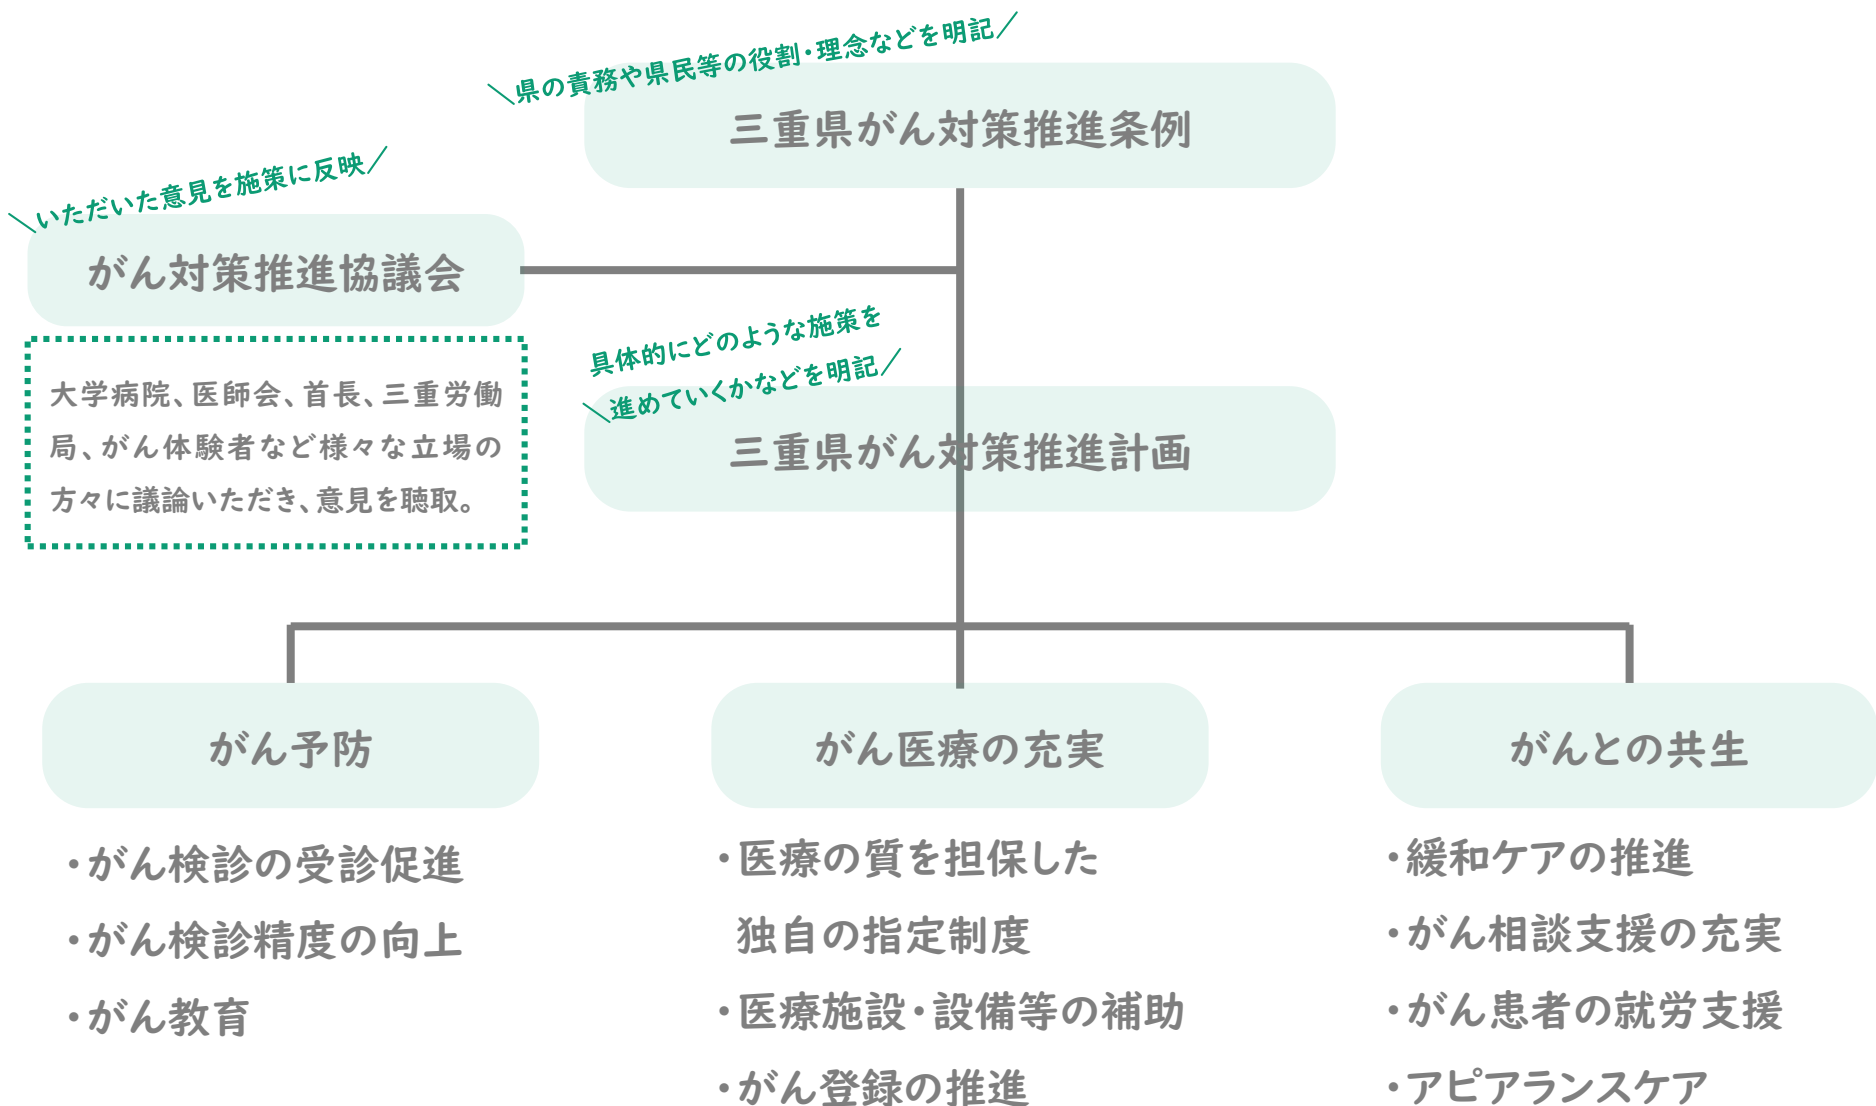 ＼県の責務や県民等の役割・理念などを明記／
三重県がん対策推進条例
＼いただいた意見を施策に反映／
がん対策推進協議会
大学病院、医師会、首長、三重労働
局、がん体験者など様々な立場の
方々に議論いただき、意見を聴取。
具体的にどのような施策を
＼進めていくかなどを明記／
三重県がん対策推進計画
がん予防
・がん検診の受診促進
・がん検診精度の向上
・がん教育
がん医療の充実
・医療の質を担保した
独自の指定制度
・医療施設・設備等の補助
・がん登録の推進
がんとの共生
・緩和ケアの推進
・がん相談支援の充実
・がん患者の就労支援
・アピアランスケア